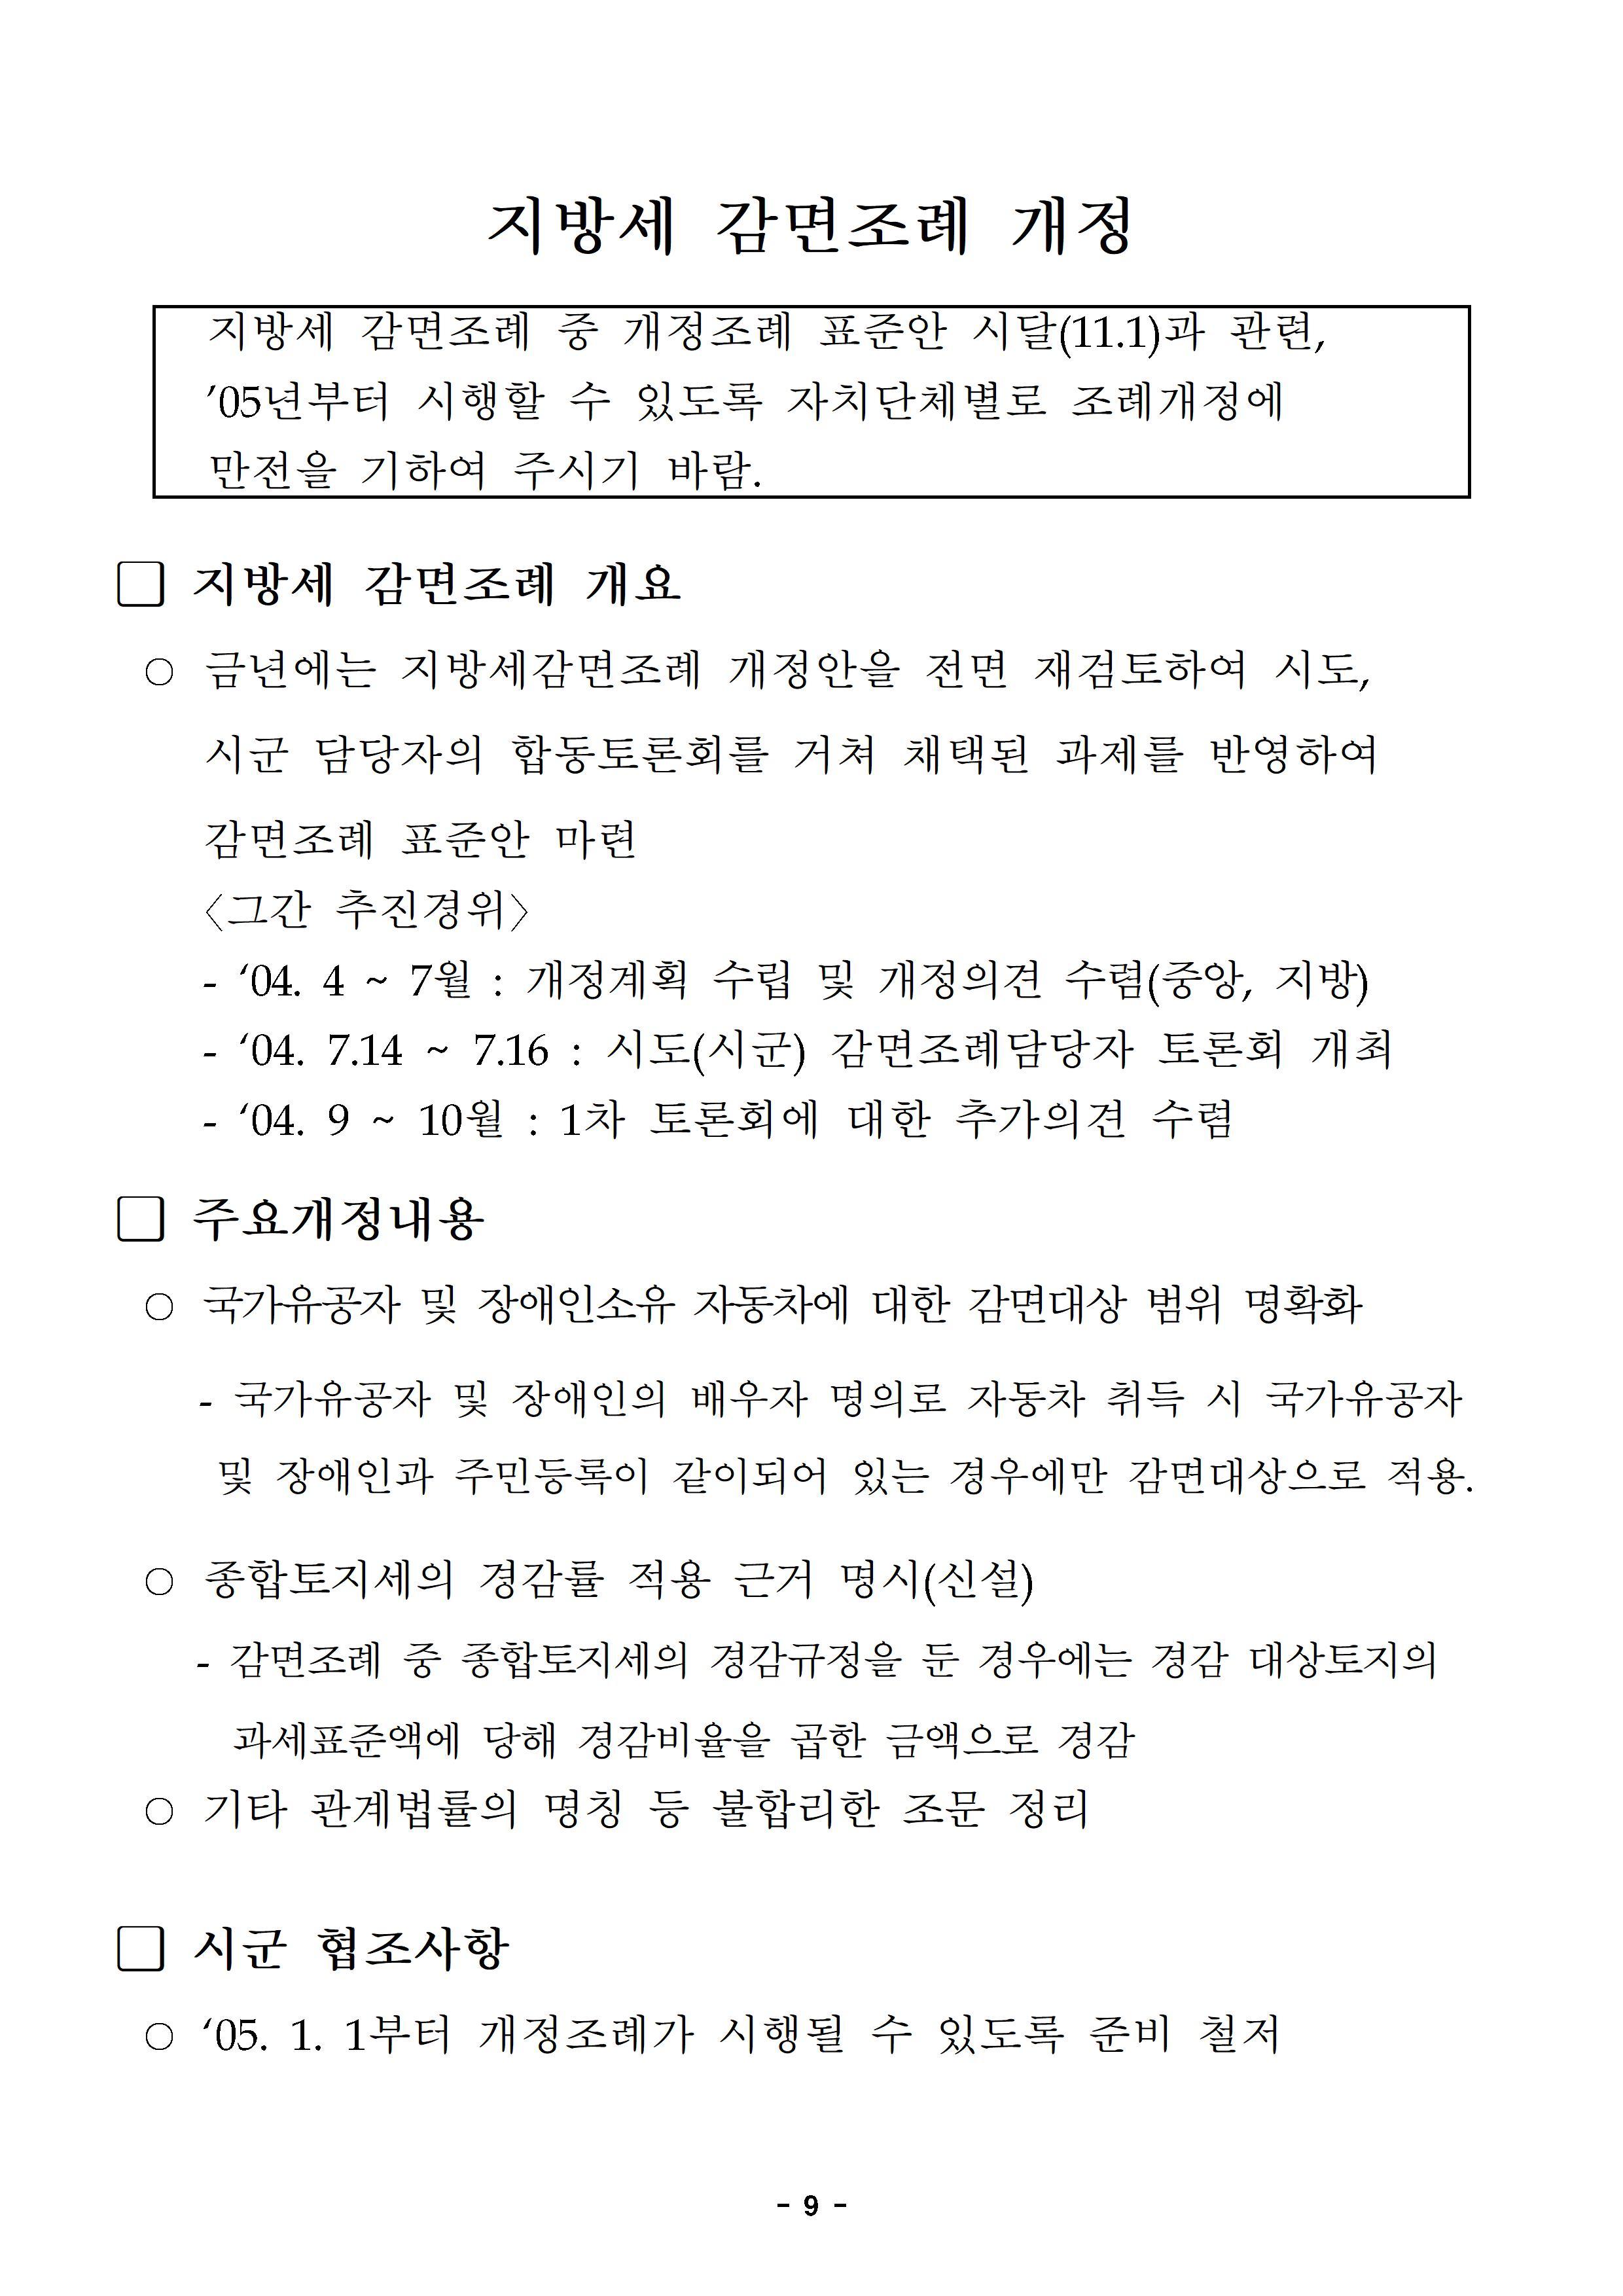 지방세 감면조례 개정
지방세 감면조례 중 개정조례 표준안 시달(11.1)과 관련,
’05년부터 시행할 수 있도록 자치단체별로 조례개정에
만전을 기하여 주시기 바람.
□ 지방세 감면조례 개요
○ 금년에는 지방세감면조례 개정안을 전면 재검토하여 시도,
시군 담당자의 합동토론회를 거쳐 채택된 과제를 반영하여
감면조례 표준안 마련
〈그간 추진경위〉
- ‘04. 4 ~ 7월 : 개정계획 수립 및 개정의견 수렴(중앙, 지방)
- ‘04. 7.14 ~ 7.16 : 시도(시군) 감면조례담당자 토론회 개최
- ‘04. 9 ~ 10월 : 1차 토론회에 대한 추가의견 수렴
□ 주요개정내용
○ 국가유공자 및 장애인소유 자동차에 대한 감면대상 범위 명확화
- 국가유공자 및 장애인의 배우자 명의로 자동차 취득 시 국가유공자
및 장애인과 주민등록이 같이되어 있는 경우에만 감면대상으로 적용.
○ 종합토지세의 경감률 적용 근거 명시(신설)
- 감면조례 중 종합토지세의 경감규정을 둔 경우에는 경감 대상토지의
과세표준액에 당해 경감비율을 곱한 금액으로 경감
○ 기타 관계법률의 명칭 등 불합리한 조문 정리
□ 시군 협조사항
○ ‘05. 1. 1부터 개정조례가 시행될 수 있도록 준비 철저
- 9 -